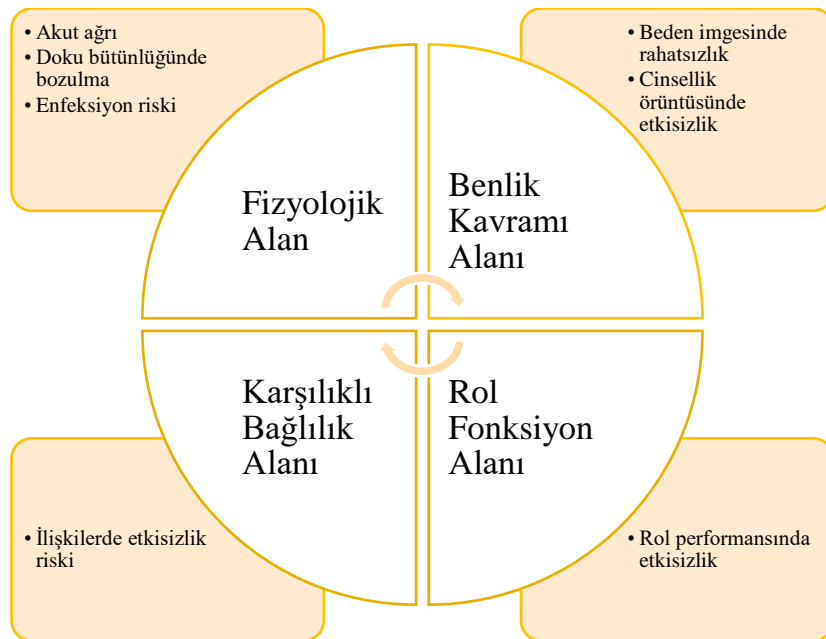 • Akut ağrı
• Doku bütünlüğünde
bozulma
• Enfeksiyon riski
• Beden imgesinde
rahatsızlık
• Cinsellik
örüntüsünde
etkisizlik
Fizyolojik
Alan
Benlik
Kavramı
Alanı
Karşılıklı
Bağlılık
Alanı
Rol
Fonksiyon
Alanı
• İlişkilerde etkisizlik
riski
• Rol performansında
etkisizlik